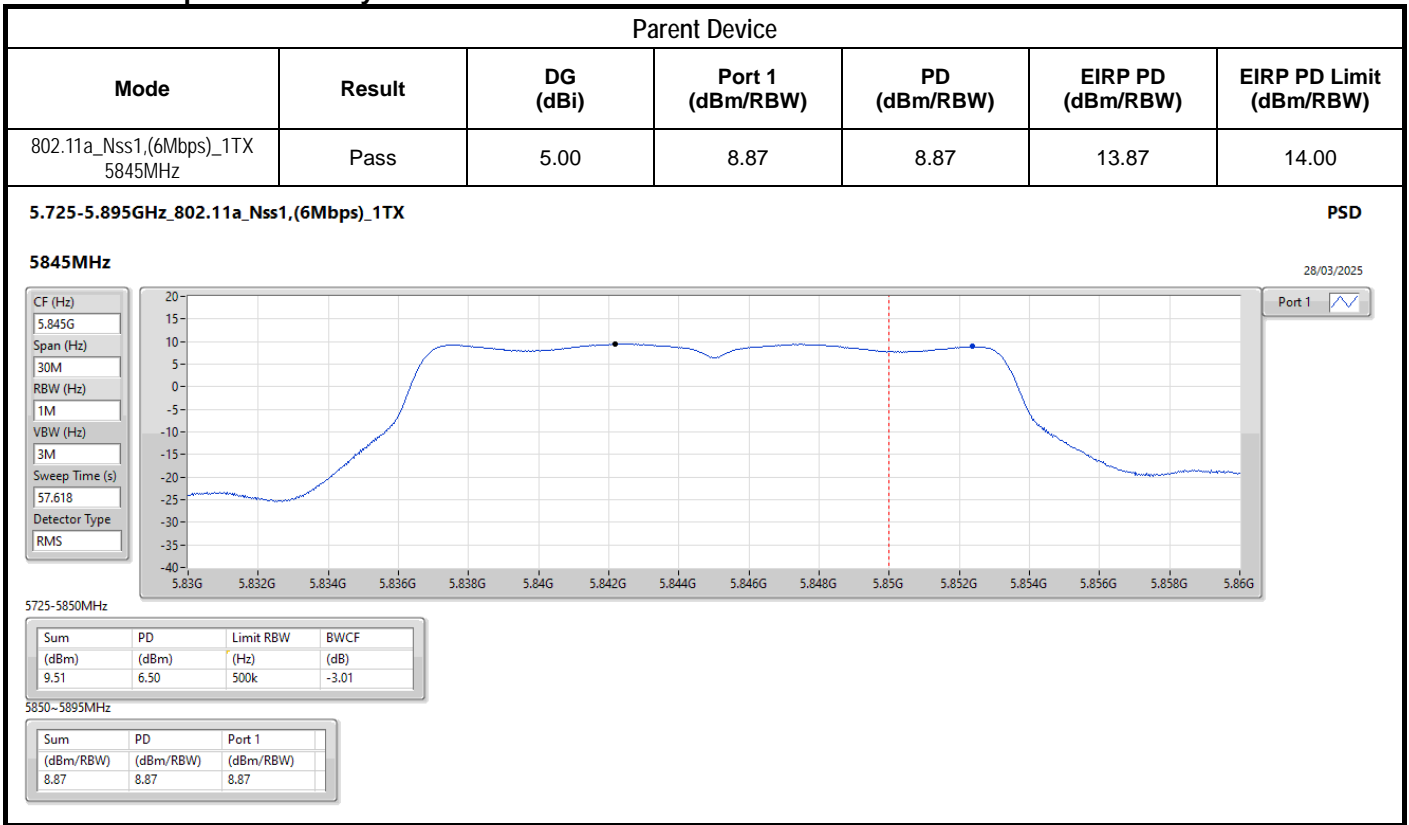 Parent Device
Mode Result DG (dBi) Port 1 (dBm/RBW) PD (dBm/RBW) EIRP PD (dBm/RBW) EIRP PD Limit (dBm/RBW)
802.11a_Nss1,(6Mbps)_1TX 5845MHz Pass 5.00 8.87 8.87 13.87 14.00
5.725-5.895GHz_802.11a_Nss1,(6Mbps)_1TX PSD
5845MHz
28/03/2025
CF (Hz)
5.845G
Span (Hz)
30M
RBW (Hz)
1M
VBW (Hz)
3M
Sweep Time (s)
57.618
Detector Type
RMS
20
15
10
5
0
-5
-10
-15
-20
-25
-30
-35
-40
5.83G 5.832G 5.834G 5.836G 5.838G 5.84G 5.842G 5.844G 5.846G 5.848G 5.85G 5.852G 5.854G 5.856G 5.858G 5.86G
Port 1
5725-5850MHz
Sum PD Limit RBW BWCF
(dBm) (dBm) (Hz) (dB)
9.51 6.50 500k -3.01
5850~5895MHz
Sum PD Port 1
(dBm/RBW) (dBm/RBW) (dBm/RBW)
8.87 8.87 8.87